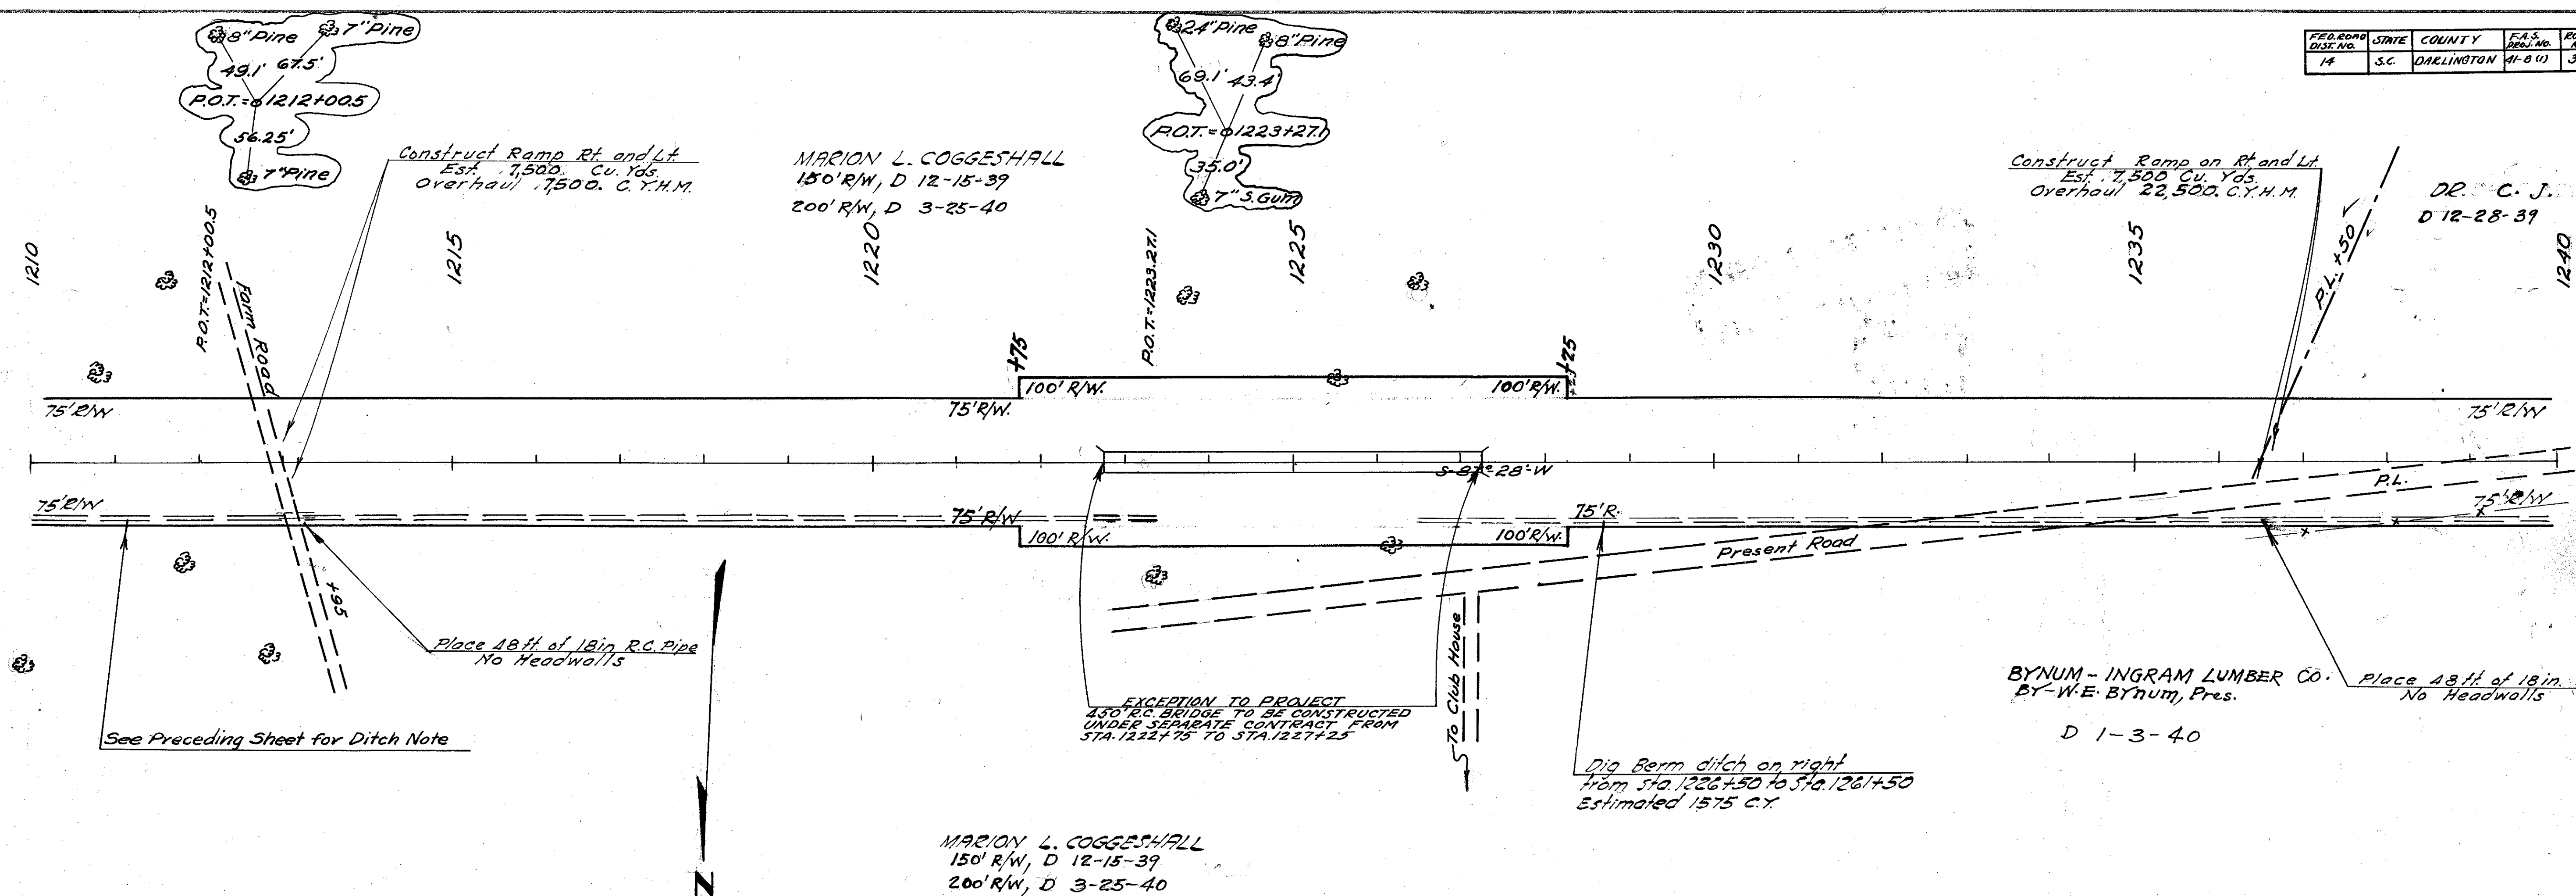 FED. ROAD DIST. NO.
STATE
COUNTY
F.A.S. PROJ. NO.
14
S.C.
DARLINGTON
41-8 (1)
8" Pine
7" Pine
49.1'
67.5'
P.O.T. = 1212+00.5
56.25'
7" Pine
24" Pine
8" Pine
69.1'
43.4'
P.O.T. = 1223+27.1
35.0'
7" S. Gum
Construct Ramp Rt. and Lt.
Est. 7,500. Cu. Yds.
Overhaul 7,500. C.Y.H.M.
MARION L. COGGESHALL
150' R/W, D 12-15-39
200' R/W, D 3-25-40
Construct Ramp on Rt. and Lt.
Est. 7,500 Cu. Yds.
Overhaul 22,500. C.Y.H.M.
DR. C. J.
D 12-28-39
1210
P.O.T.=1212+00.5
Farm Road
1215
1220
P.O.T.=1223.27.1
1225
1230
1235
P.L. +50
1240
+75
+25
100' R/W.
100' R/W.
75' R/W
75' R/W.
75' R/W
S-87°-28'-W
75' R/W
75' R/W
75' R.
P.L.
75' R/W
100' R/W.
100' R/W.
Present Road
+95
Place 48 ft. of 18in R.C. Pipe
No Headwalls
To Club House
See Preceding Sheet for Ditch Note
EXCEPTION TO PROJECT
450' R.C. BRIDGE TO BE CONSTRUCTED
UNDER SEPARATE CONTRACT FROM
STA. 1222+75 TO STA. 1227+25
Dig Berm ditch on right
from Sta. 1226+50 to Sta. 1261+50
Estimated 1575 C.Y.
BYNUM - INGRAM LUMBER CO.
BY-W.E. BYnum, Pres.
D 1-3-40
Place 48 ft. of 18in.
No Headwalls
MARION L. COGGESHALL
150' R/W, D 12-15-39
200' R/W, D 3-25-40
N